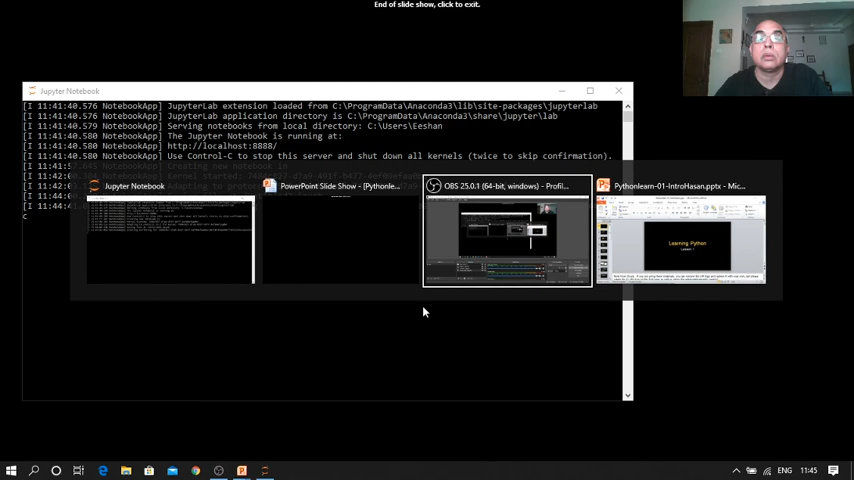 End of slide show, click to exit.
Jupyter Notebook
[I 11:41:40.576 NotebookApp] JupyterLab extension loaded from C:\ProgramData\Anaconda3\lib\site-packages\jupyterlab
[I 11:41:40.576 NotebookApp] JupyterLab application directory is C:\ProgramData\Anaconda3\share\jupyter\lab
[I 11:41:40.579 NotebookApp] Serving notebooks from local directory: C:\Users\Eeshan
[I 11:41:40.580 NotebookApp] The Jupyter Notebook is running at:
[I 11:41:40.580 NotebookApp] http://localhost:8888/
[I 11:41:40.580 NotebookApp] Use Control-C to stop this server and shut down all kernels (twice to skip confirmation).
Jupyter Notebook
PowerPoint Slide Show - [Pythonle...
OBS 25.0.1 (64-bit, windows) - Profi...
Pythonlearn-01-IntroHasan.pptx - Mic...
Learning Python
ENG
11:45